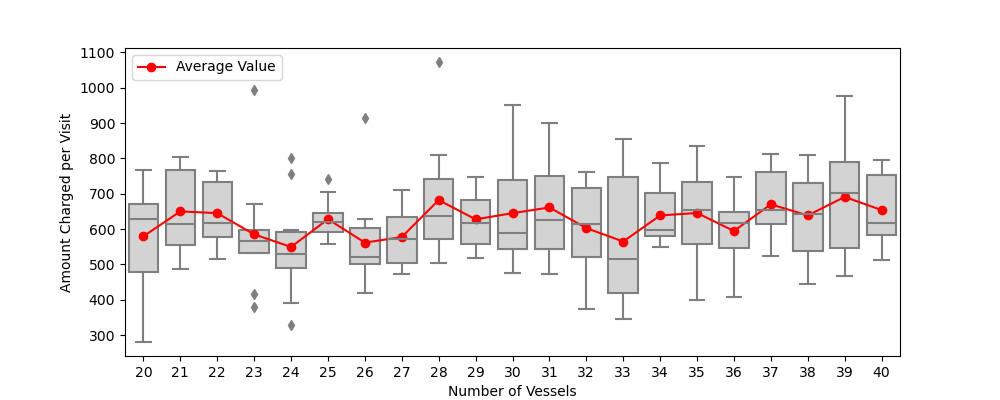 Average Value
Amount Charged per Visit
1100
1000
900
800
700
600
500
400
300
20 21 22 23 24 25 26 27 28 29 30 31 32 33 34 35 36 37 38 39 40
Number of Vessels